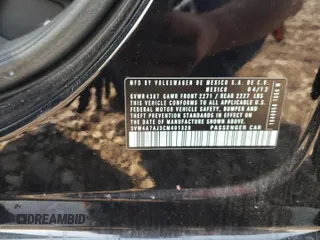 MFD BY VOLKSWAGEN DE MEXICO S.A. DE C.V.
MEXICO 04/12
GVWR 4387 GAWR FRONT 2271 / REAR 2227 LBS
THIS VEHICLE CONFORMS TO ALL APPLICABLE
FEDERAL MOTOR VEHICLE SAFETY, BUMPER AND
THEFT PREVENTION STANDARDS IN EFFECT ON
THE DATE OF MANUFACTURE SHOWN ABOVE.
3VW4A7AJ3CM401328 PASSENGER CAR
DREAMBID